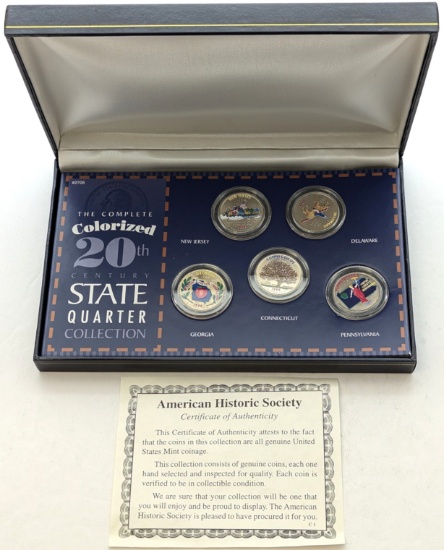 THE COMPLETE
Colorized
20th
CENTURY
STATE
QUARTER
COLLECTION
NEW JERSEY
DELAWARE
GEORGIA
CONNECTICUT
PENNSYLVANIA
American Historic Society
Certificate of Authenticity
This Certificate of Authenticity attests to the fact
that the coins in this collection are all genuine United
States Mint coinage.
This collection consists of genuine coins, each one
hand selected and inspected for quality. Each coin is
verified to be in collectible condition.
We are sure that your collection will be one that
you will enjoy and be proud to display. The American
Historic Society is pleased to have procured it for you.